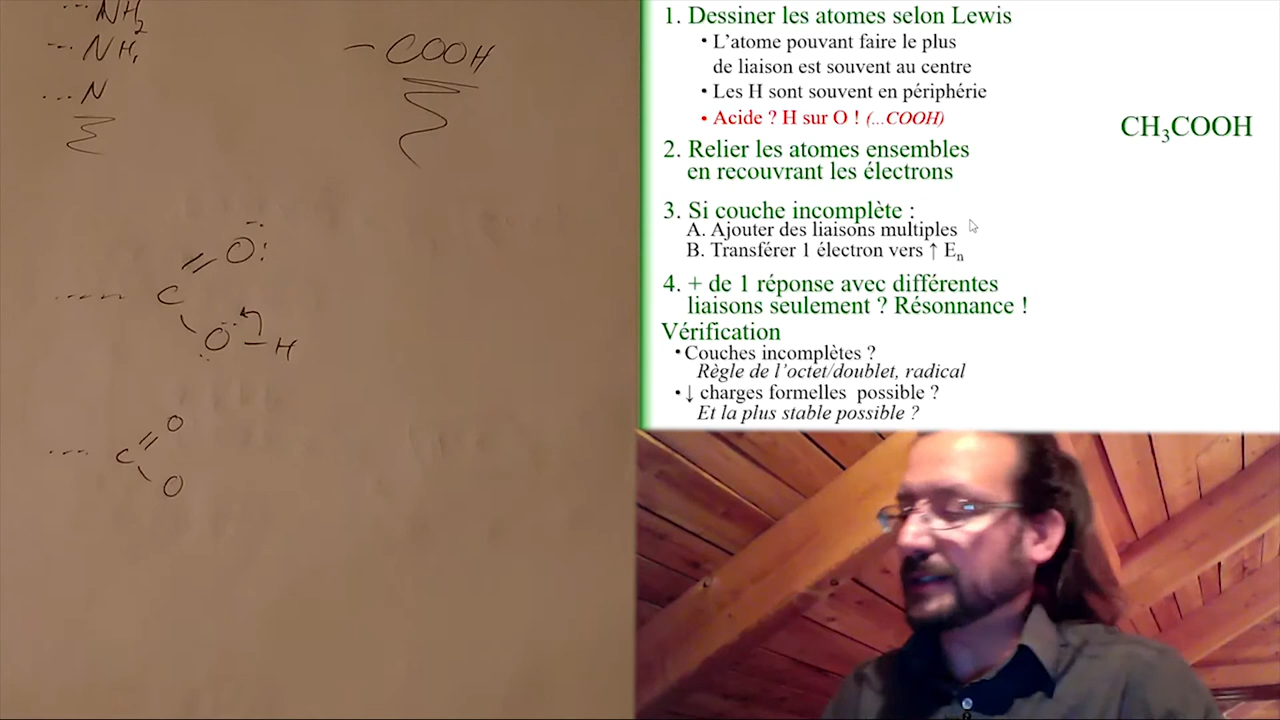 ... NH2
... NH,
... N
– COOH
O
C
O – H
O
C
O
1. Dessiner les atomes selon Lewis
• L’atome pouvant faire le plus
de liaison est souvent au centre
• Les H sont souvent en périphérie
• Acide ? H sur O ! (...COOH)
2. Relier les atomes ensembles
en recouvrant les électrons
3. Si couche incomplète :
A. Ajouter des liaisons multiples
B. Transférer 1 électron vers ↑ En
4. + de 1 réponse avec différentes
liaisons seulement ? Résonnance !
Vérification
• Couches incomplètes ?
Règle de l’octet/doublet, radical
• ↓ charges formelles possible ?
Et la plus stable possible ?
CH3COOH